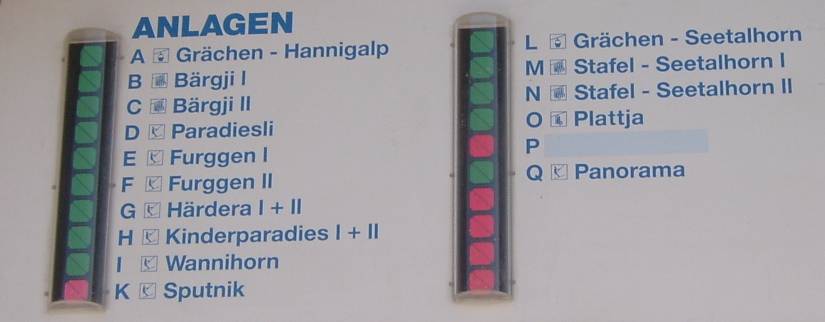 ANLAGEN
A Grächen - Hannigalp
B Bärgji I
C Bärgji II
D Paradiesli
E Furggen I
F Furggen II
G Härdera I + II
H Kinderparadies I + II
I Wannihorn
K Sputnik
L Grächen - Seetalhorn
M Stafel - Seetalhorn I
N Stafel - Seetalhorn II
O Plattja
P
Q Panorama